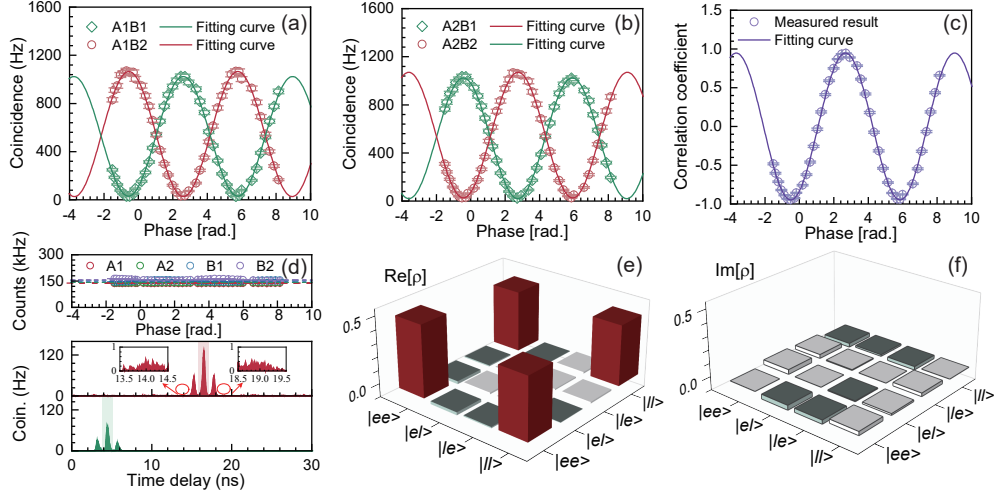 (a)
A1B1
Fitting curve
A1B2
Fitting curve
Coincidence (Hz)
1600
1200
800
400
0
-4 -2 0 2 4 6 8 10
Phase [rad.]
(b)
A2B1
Fitting curve
A2B2
Fitting curve
Coincidence (Hz)
1600
1200
800
400
0
-4 -2 0 2 4 6 8 10
Phase [rad.]
(c)
Measured result
Fitting curve
Correlation coefficient
1.5
1.0
0.5
0.0
-0.5
-1.0
-4 -2 0 2 4 6 8 10
Phase [rad.]
(d)
A1 A2 B1 B2
Counts (kHz)
300
150
0
-4 -2 0 2 4 6 8 10
Phase [rad.]
Coin. (Hz)
120
60
0
1
0
13.5 14.0 14.5
1
0
18.5 19.0 19.5
120
60
0
0 10 20 30
Time delay (ns)
(e)
Re[ρ]
0.5
0.0
|ee>
|el>
|le>
|ll>
|ee>
|el>
|le>
|ll>
(f)
Im[ρ]
0.5
0.0
|ee>
|el>
|le>
|ll>
|ee>
|el>
|le>
|ll>